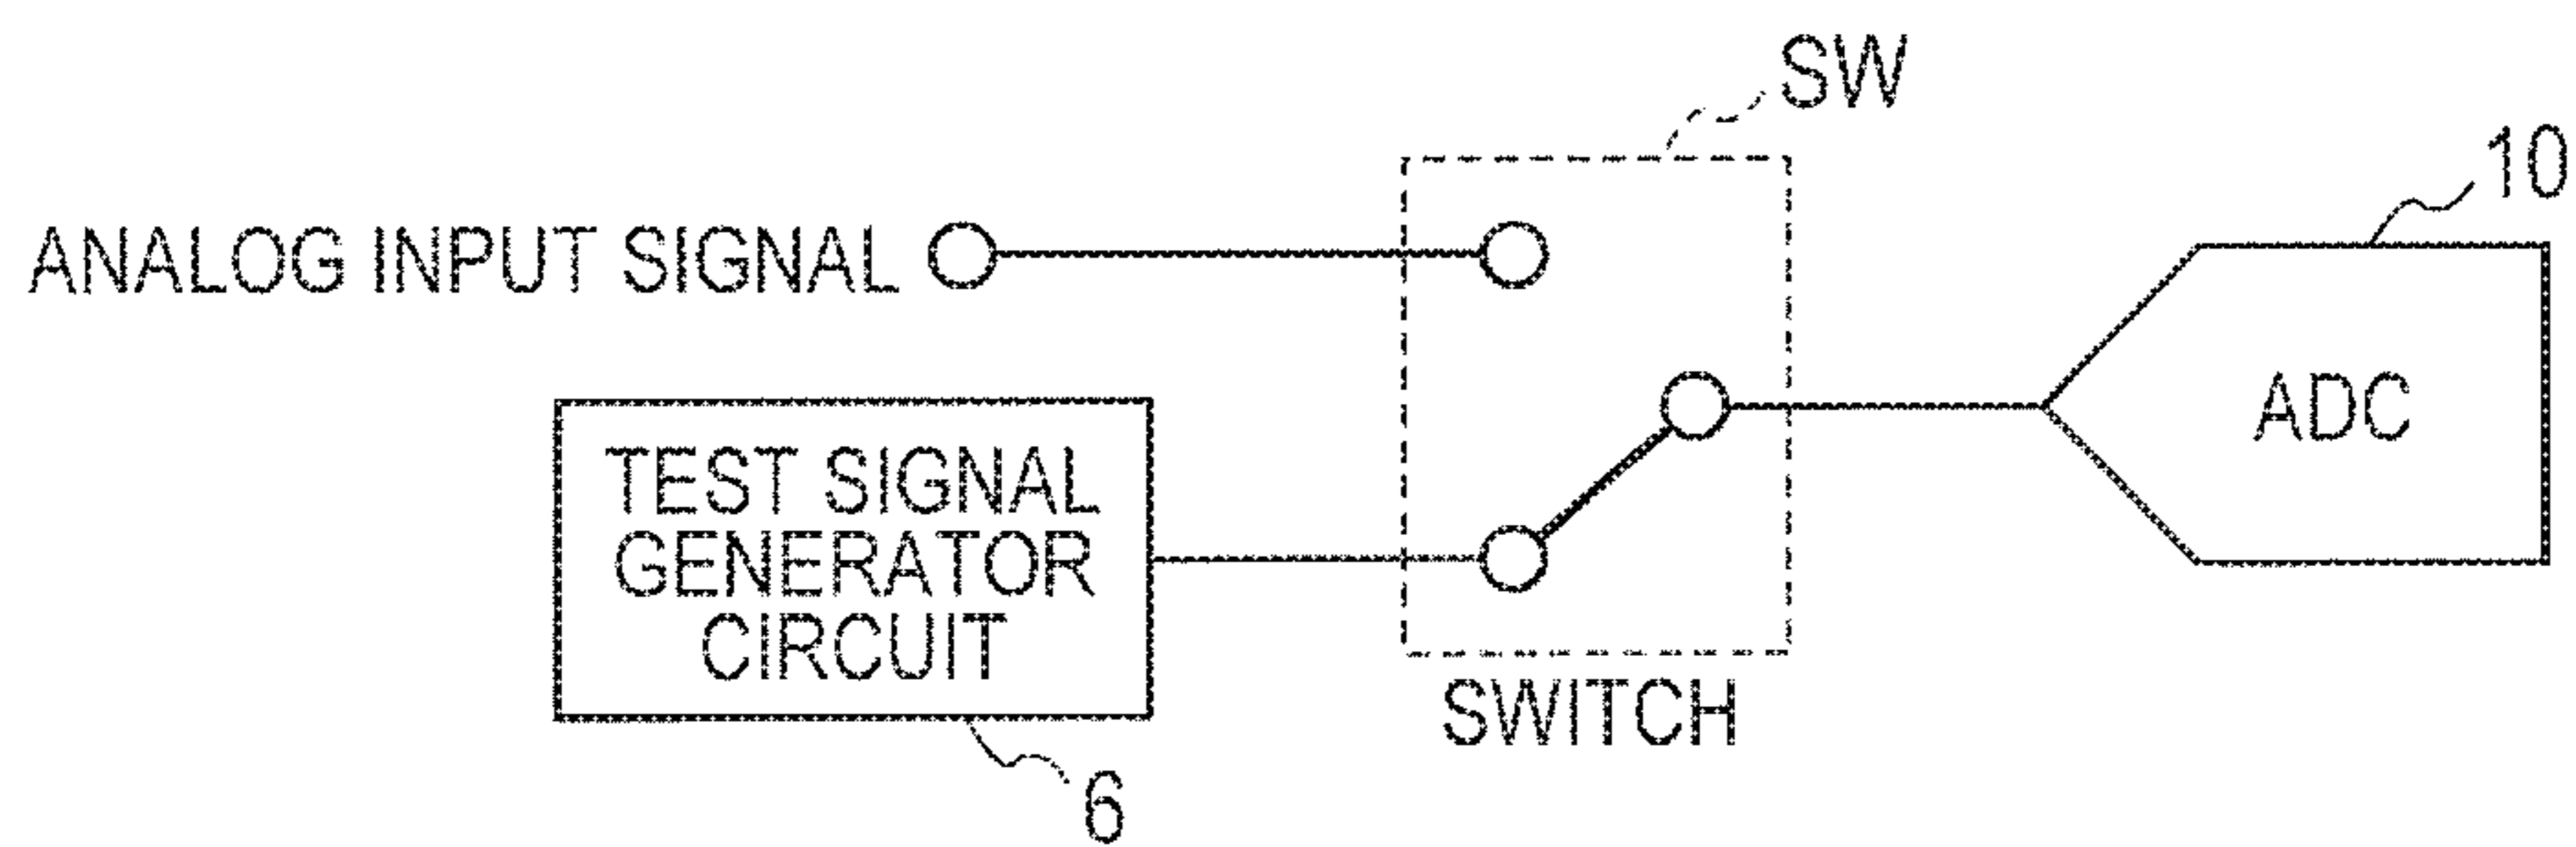 SW
10
ANALOG INPUT SIGNAL
ADC
TEST SIGNAL
GENERATOR
CIRCUIT
SWITCH
6